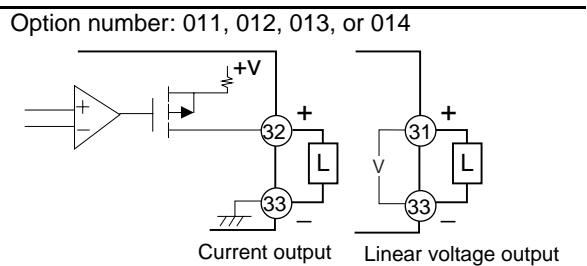 Option number: 011, 012, 013, or 014
+V
+
−
32
+
L
33
−
31
+
V
L
33
−
Current output
Linear voltage output